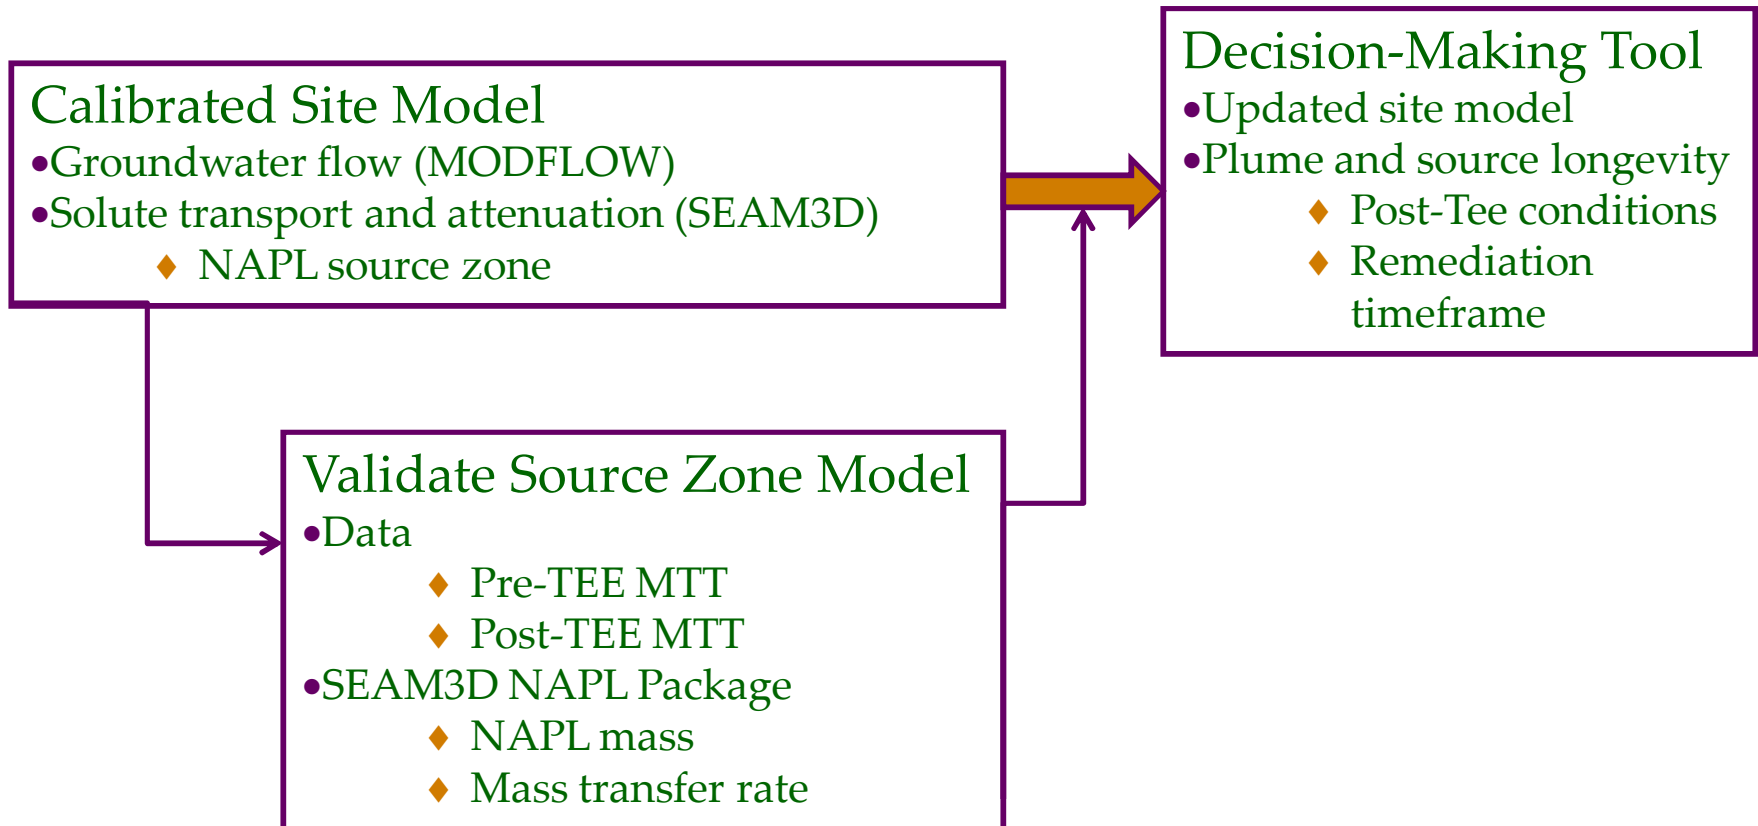 Calibrated Site Model
•Groundwater flow (MODFLOW)
•Solute transport and attenuation (SEAM3D)
♦ NAPL source zone
Decision-Making Tool
•Updated site model
•Plume and source longevity
♦ Post-Tee conditions
♦ Remediation
timeframe
Validate Source Zone Model
•Data
♦ Pre-TEE MTT
♦ Post-TEE MTT
•SEAM3D NAPL Package
♦ NAPL mass
♦ Mass transfer rate